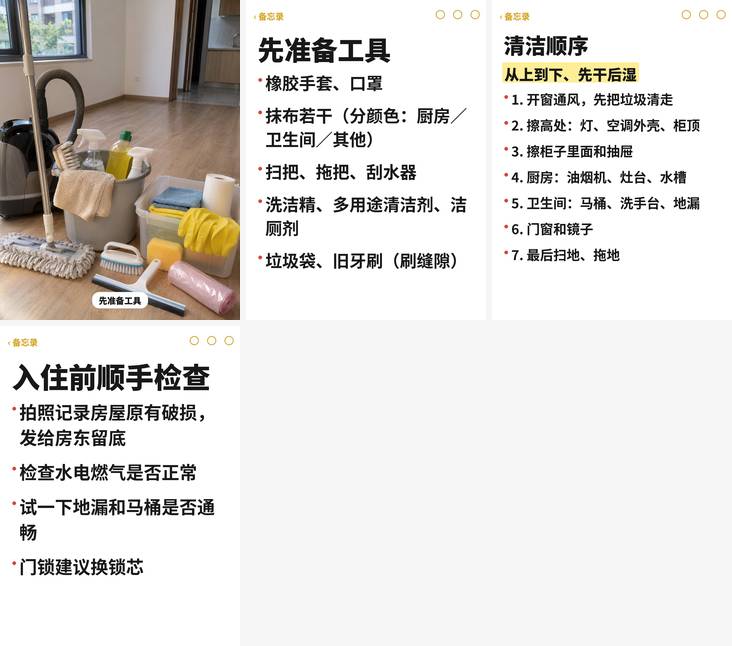 先准备工具
‹ 备忘录
先准备工具
橡胶手套、口罩
抹布若干（分颜色：厨房／
卫生间／其他）
扫把、拖把、刮水器
洗洁精、多用途清洁剂、洁
厕剂
垃圾袋、旧牙刷（刷缝隙）
‹ 备忘录
清洁顺序
从上到下、先干后湿
1. 开窗通风，先把垃圾清走
2. 擦高处：灯、空调外壳、柜顶
3. 擦柜子里面和抽屉
4. 厨房：油烟机、灶台、水槽
5. 卫生间：马桶、洗手台、地漏
6. 门窗和镜子
7. 最后扫地、拖地
‹ 备忘录
入住前顺手检查
拍照记录房屋原有破损，
发给房东留底
检查水电燃气是否正常
试一下地漏和马桶是否通
畅
门锁建议换锁芯